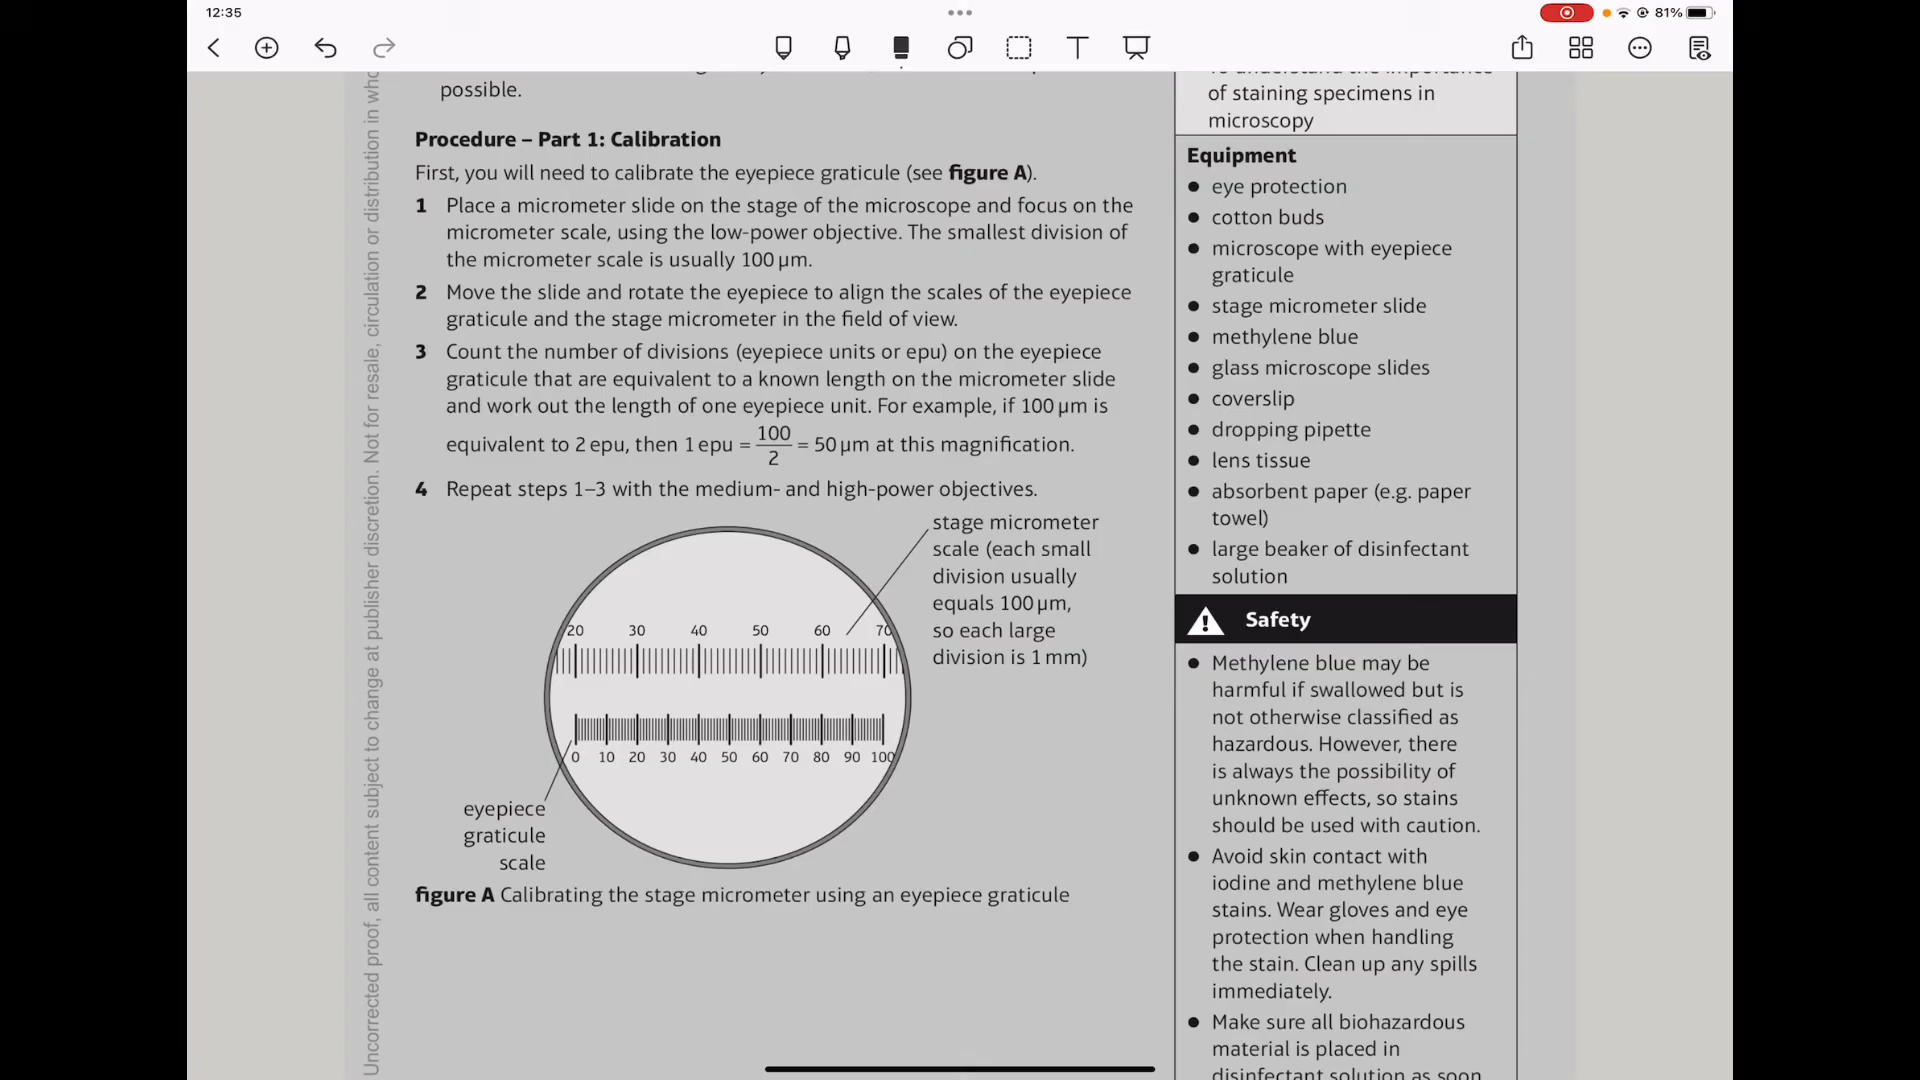 12:35
81%
possible.
Procedure – Part 1: Calibration
First, you will need to calibrate the eyepiece graticule (see figure A).
1 Place a micrometer slide on the stage of the microscope and focus on the
micrometer scale, using the low-power objective. The smallest division of
the micrometer scale is usually 100 µm.
2 Move the slide and rotate the eyepiece to align the scales of the eyepiece
graticule and the stage micrometer in the field of view.
3 Count the number of divisions (eyepiece units or epu) on the eyepiece
graticule that are equivalent to a known length on the micrometer slide
and work out the length of one eyepiece unit. For example, if 100 µm is
equivalent to 2 epu, then 1 epu = 100/2 = 50 µm at this magnification.
4 Repeat steps 1–3 with the medium- and high-power objectives.
stage micrometer
scale (each small
division usually
equals 100 µm,
so each large
division is 1 mm)
20 30 40 50 60 70
0 10 20 30 40 50 60 70 80 90 100
eyepiece
graticule
scale
figure A Calibrating the stage micrometer using an eyepiece graticule
To understand the importance
of staining specimens in
microscopy
Equipment
• eye protection
• cotton buds
• microscope with eyepiece
graticule
• stage micrometer slide
• methylene blue
• glass microscope slides
• coverslip
• dropping pipette
• lens tissue
• absorbent paper (e.g. paper
towel)
• large beaker of disinfectant
solution
Safety
• Methylene blue may be
harmful if swallowed but is
not otherwise classified as
hazardous. However, there
is always the possibility of
unknown effects, so stains
should be used with caution.
• Avoid skin contact with
iodine and methylene blue
stains. Wear gloves and eye
protection when handling
the stain. Clean up any spills
immediately.
• Make sure all biohazardous
material is placed in
disinfectant solution as soon
Uncorrected proof, all content subject to change at publisher discretion. Not for resale, circulation or distribution in who